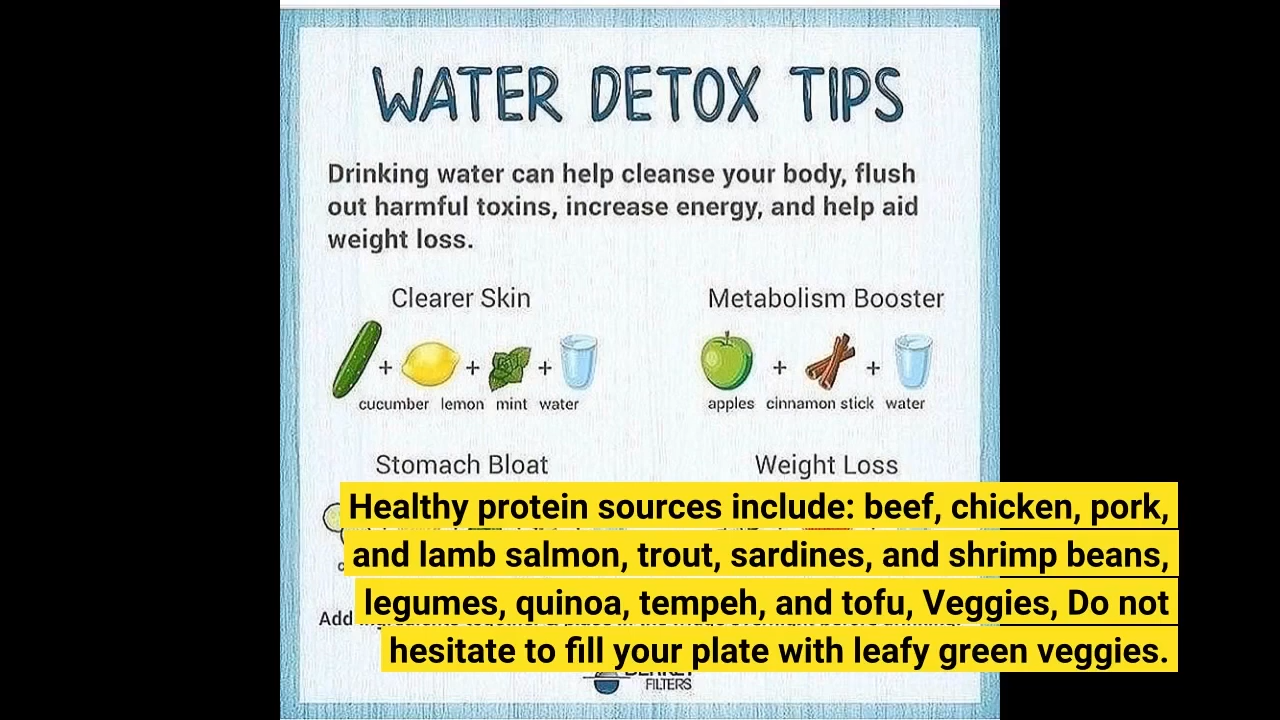 WATER DETOX TIPS
Drinking water can help cleanse your body, flush
out harmful toxins, increase energy, and help aid
weight loss.
Clearer Skin
cucumber lemon mint water
Metabolism Booster
apples cinnamon stick water
Stomach Bloat
Weight Loss
Healthy protein sources include: beef, chicken, pork,
and lamb salmon, trout, sardines, and shrimp beans,
legumes, quinoa, tempeh, and tofu, Veggies, Do not
hesitate to fill your plate with leafy green veggies.
Add
FILTERS